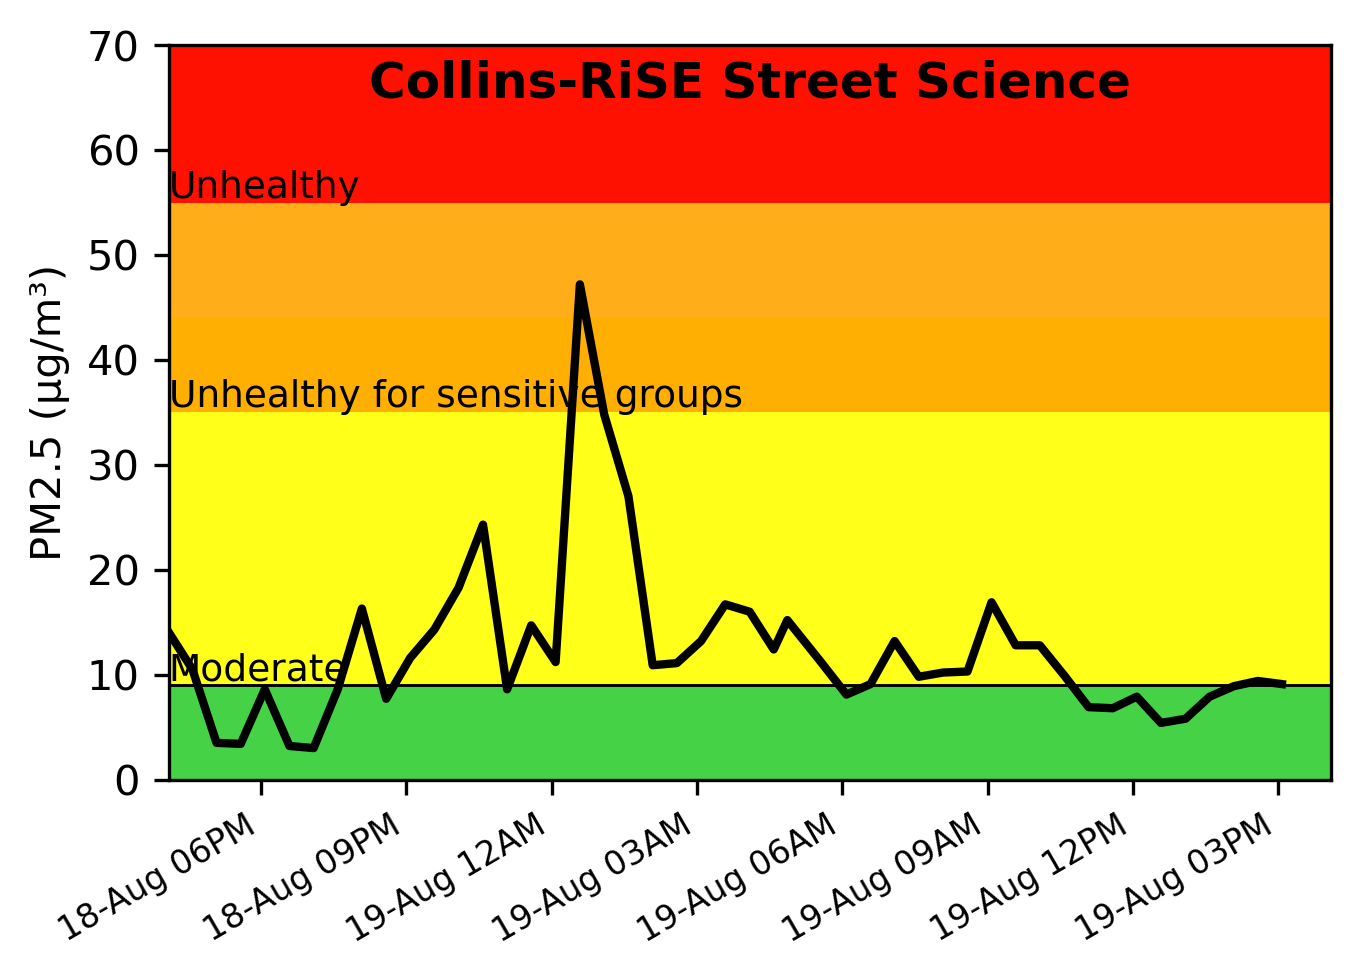 Collins-RiSE Street Science
70
60
50
40
30
20
10
0
PM2.5 (µg/m³)
Unhealthy
Unhealthy for sensitive groups
Moderate
18-Aug 06PM
18-Aug 09PM
19-Aug 12AM
19-Aug 03AM
19-Aug 06AM
19-Aug 09AM
19-Aug 12PM
19-Aug 03PM